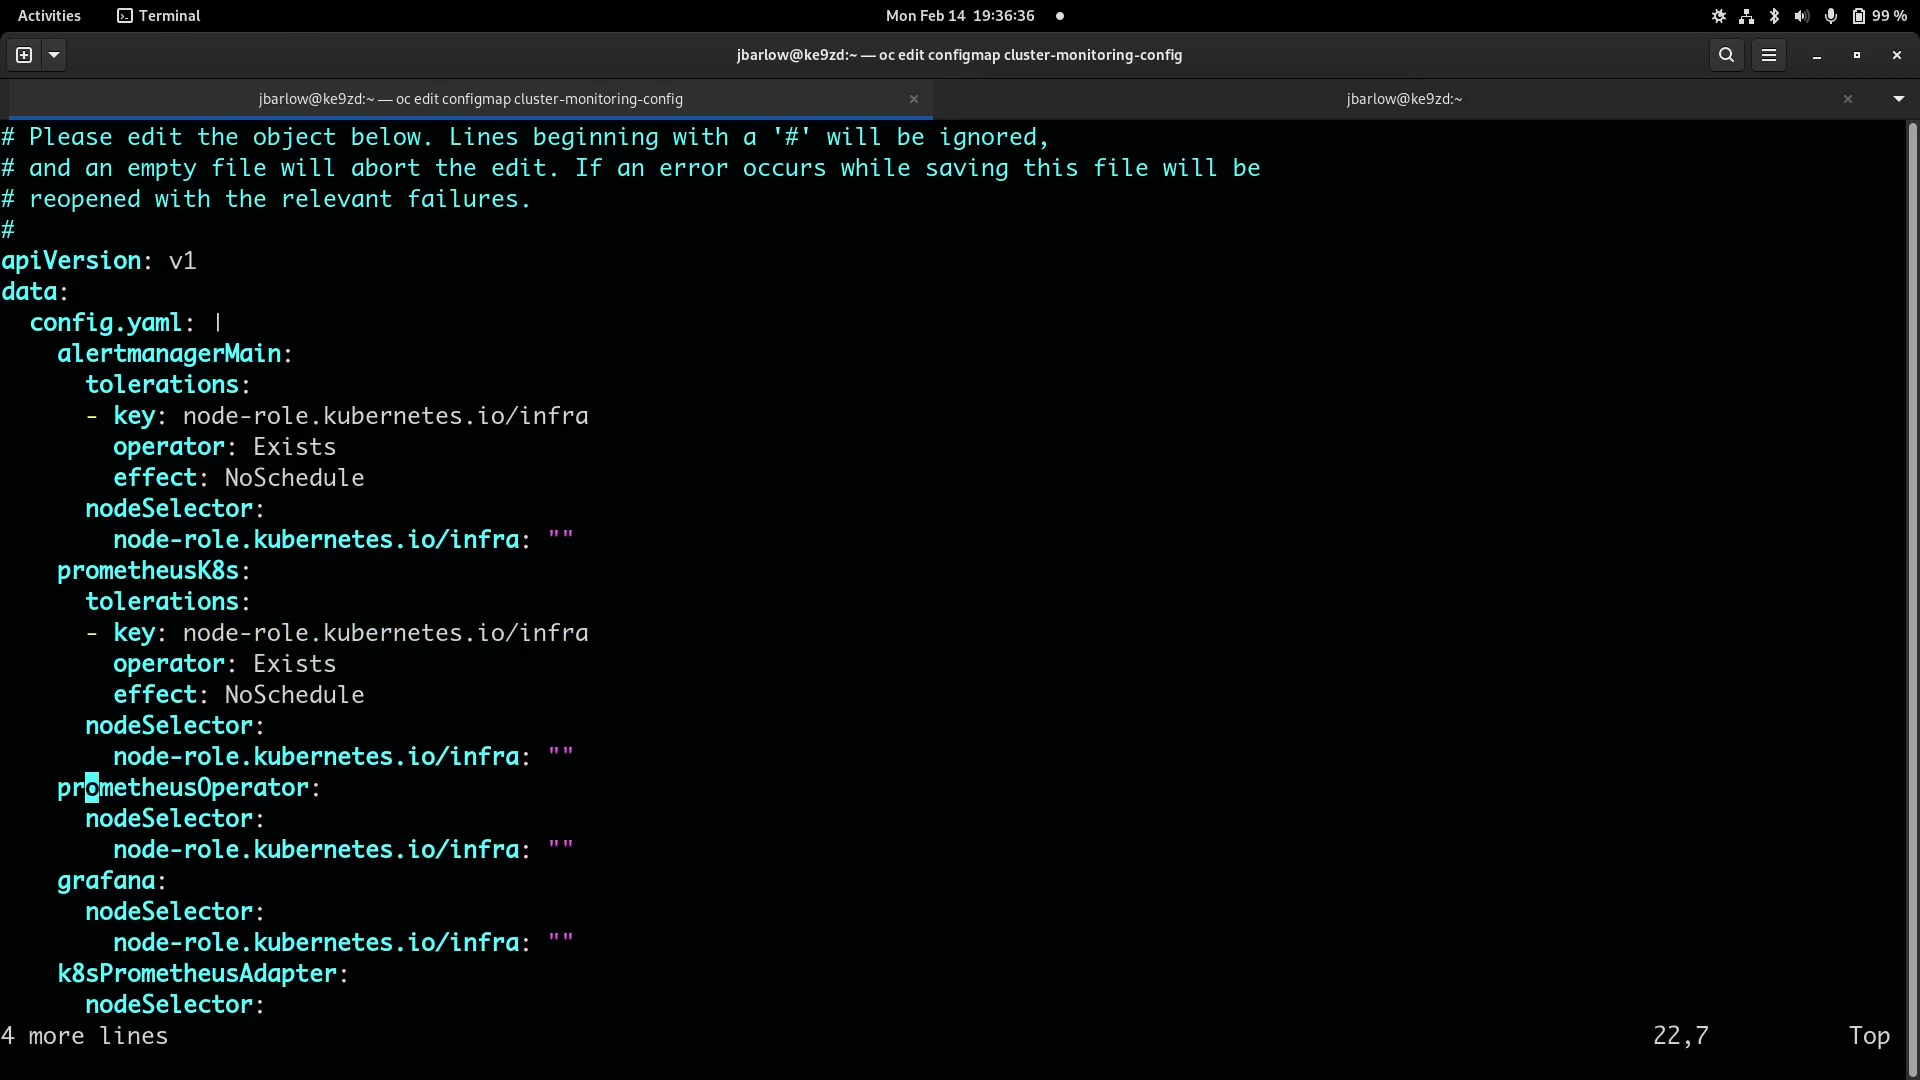 Activities Terminal Mon Feb 14 19:36:36 99 %
jbarlow@ke9zd:~ — oc edit configmap cluster-monitoring-config
jbarlow@ke9zd:~ — oc edit configmap cluster-monitoring-config jbarlow@ke9zd:~
# Please edit the object below. Lines beginning with a '#' will be ignored,
# and an empty file will abort the edit. If an error occurs while saving this file will be
# reopened with the relevant failures.
#
apiVersion: v1
data:
  config.yaml: |
    alertmanagerMain:
      tolerations:
      - key: node-role.kubernetes.io/infra
        operator: Exists
        effect: NoSchedule
      nodeSelector:
        node-role.kubernetes.io/infra: ""
    prometheusK8s:
      tolerations:
      - key: node-role.kubernetes.io/infra
        operator: Exists
        effect: NoSchedule
      nodeSelector:
        node-role.kubernetes.io/infra: ""
    prometheusOperator:
      nodeSelector:
        node-role.kubernetes.io/infra: ""
    grafana:
      nodeSelector:
        node-role.kubernetes.io/infra: ""
    k8sPrometheusAdapter:
      nodeSelector:
4 more lines 22,7 Top